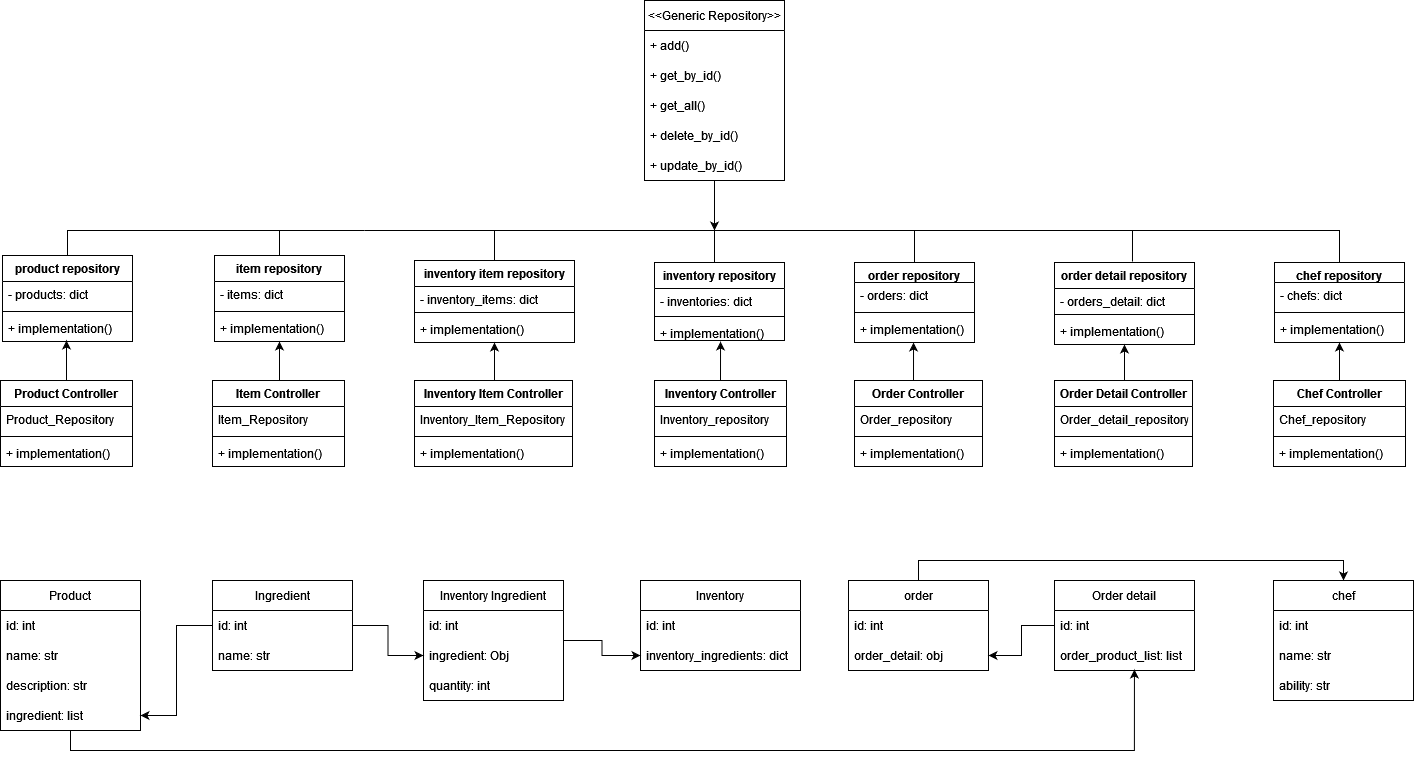 <<Generic Repository>>
+ add()
+ get_by_id()
+ get_all()
+ delete_by_id()
+ update_by_id()
product repository
- products: dict
+ implementation()
item repository
- items: dict
+ implementation()
inventory item repository
- inventory_items: dict
+ implementation()
inventory repository
- inventories: dict
+ implementation()
order repository
- orders: dict
+ implementation()
order detail repository
- orders_detail: dict
+ implementation()
chef repository
- chefs: dict
+ implementation()
Product Controller
Product_Repository
+ implementation()
Item Controller
Item_Repository
+ implementation()
Inventory Item Controller
Inventory_Item_Repository
+ implementation()
Inventory Controller
Inventory_repository
+ implementation()
Order Controller
Order_repository
+ implementation()
Order Detail Controller
Order_detail_repository
+ implementation()
Chef Controller
Chef_repository
+ implementation()
Product
id: int
name: str
description: str
ingredient: list
Ingredient
id: int
name: str
Inventory Ingredient
id: int
ingredient: Obj
quantity: int
Inventory
id: int
inventory_ingredients: dict
order
id: int
order_detail: obj
Order detail
id: int
order_product_list: list
chef
id: int
name: str
ability: str